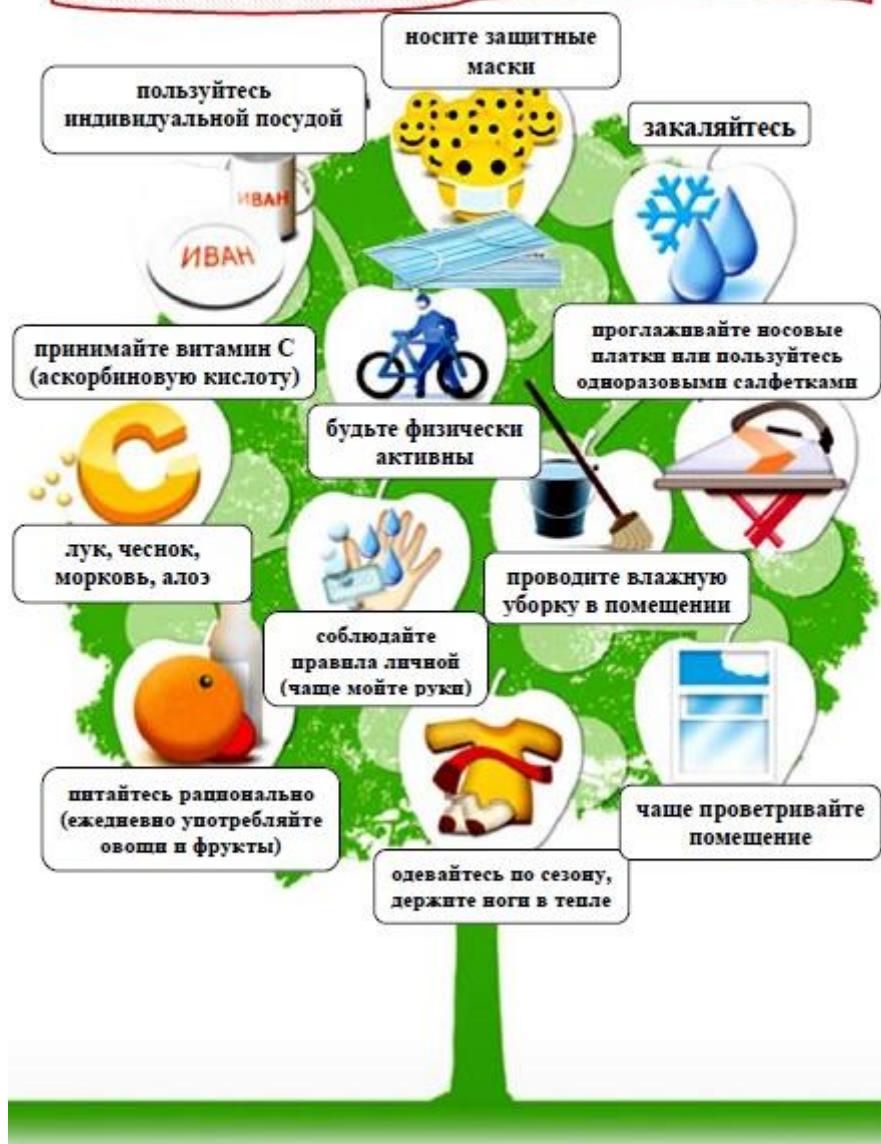 носите защитные
маски
пользуйтесь
индивидуальной посудой
закаляйтесь
ИВАН
ИВАН
принимайте витамин С
(аскорбиновую кислоту)
проглаживайте носовые
платки или пользуйтесь
одноразовыми салфетками
будьте физически
активны
лук, чеснок,
морковь, алоэ
проводите влажную
уборку в помещении
соблюдайте
правила личной
(чаще мойте руки)
питайтесь рационально
(ежедневно употребляйте
овощи и фрукты)
чаще проветривайте
помещение
одевайтесь по сезону,
держите ноги в тепле